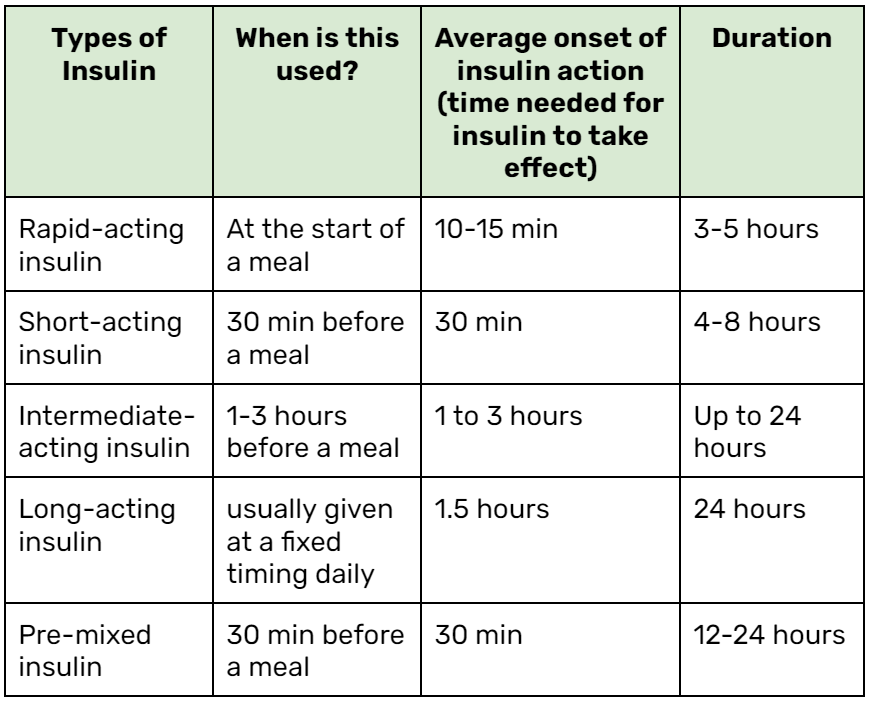 Types of
Insulin
When is this
used?
Average onset of
insulin action
(time needed for
insulin to take
effect)
Duration
Rapid-acting
insulin
At the start of
a meal
10-15 min
3-5 hours
Short-acting
insulin
30 min before
a meal
30 min
4-8 hours
Intermediate-
acting insulin
1-3 hours
before a meal
1 to 3 hours
Up to 24
hours
Long-acting
insulin
usually given
at a fixed
timing daily
1.5 hours
24 hours
Pre-mixed
insulin
30 min before
a meal
30 min
12-24 hours